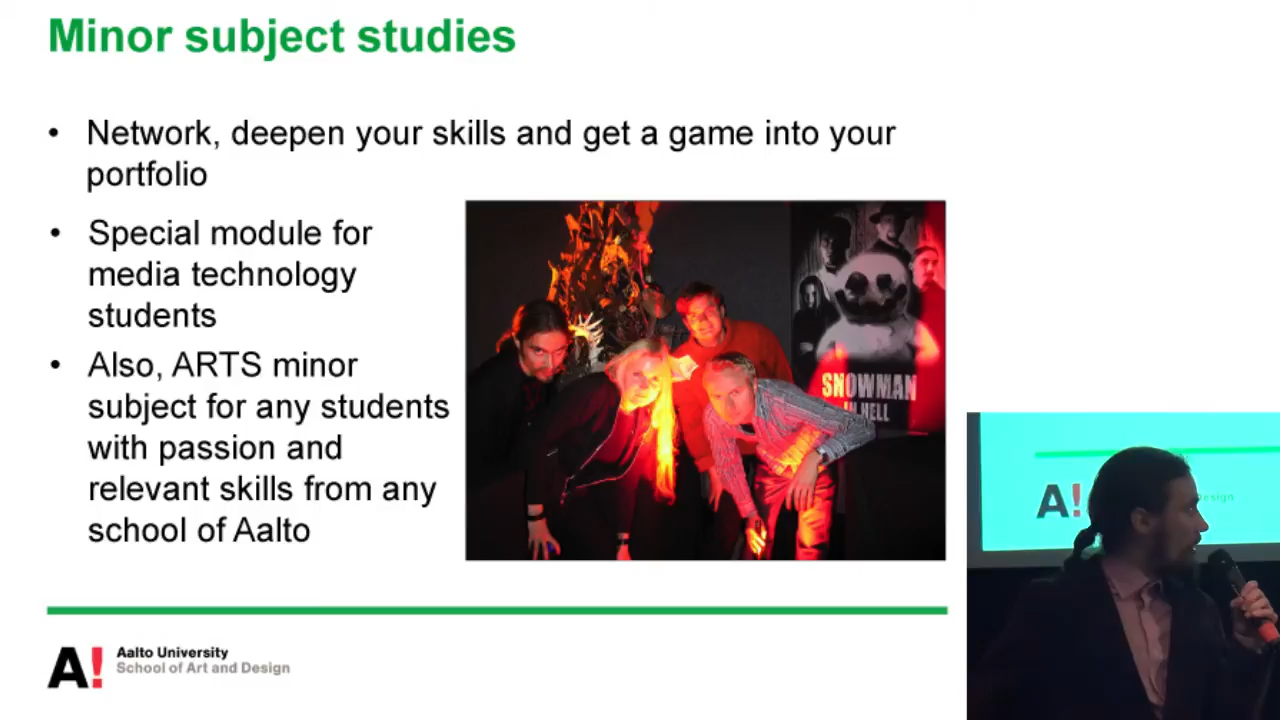 Minor subject studies
• Network, deepen your skills and get a game into your
portfolio
• Special module for
media technology
students
• Also, ARTS minor
subject for any students
with passion and
relevant skills from any
school of Aalto
SNOWMAN
IN HELL
A!
Aalto University
School of Art and Design
A!
Design